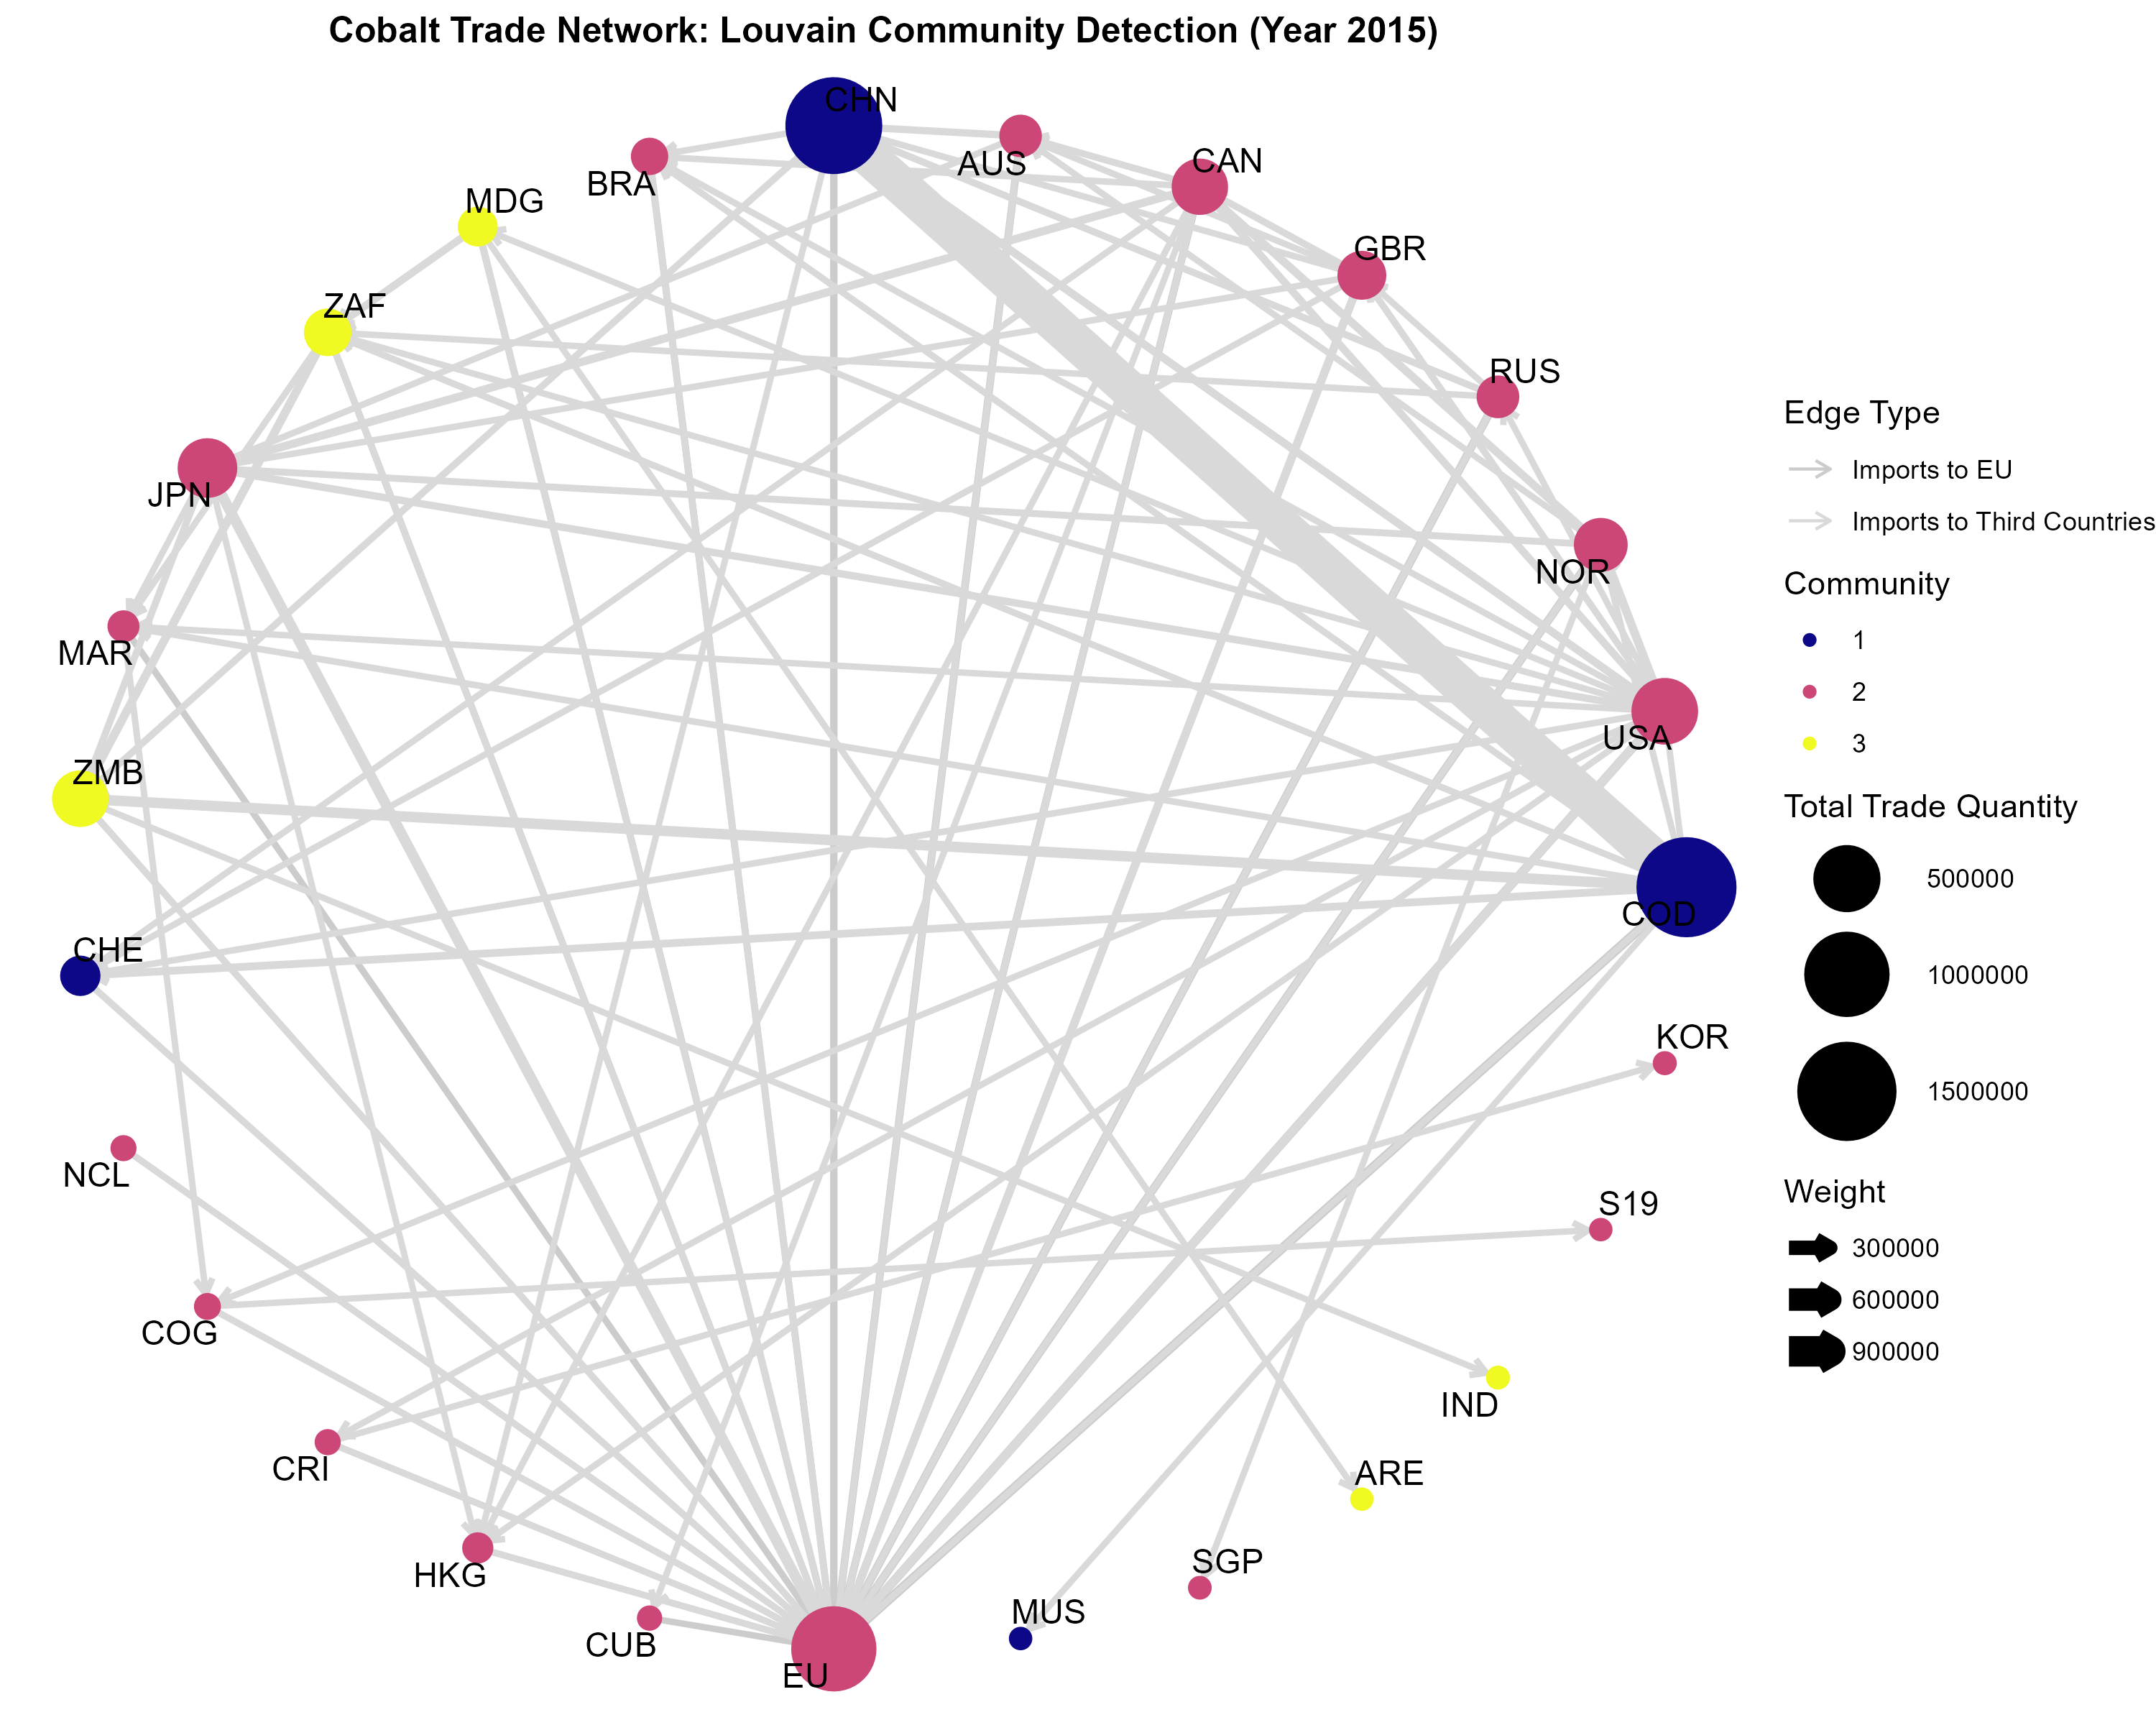 Cobalt Trade Network: Louvain Community Detection (Year 2015)
CHN
AUS
CAN
BRA
MDG
GBR
ZAF
RUS
JPN
NOR
MAR
USA
ZMB
COD
CHE
KOR
NCL
S19
COG
IND
CRI
ARE
HKG
SGP
CUB
MUS
EU
Edge Type
Imports to EU
Imports to Third Countries
Community
1
2
3
Total Trade Quantity
500000
1000000
1500000
Weight
300000
600000
900000